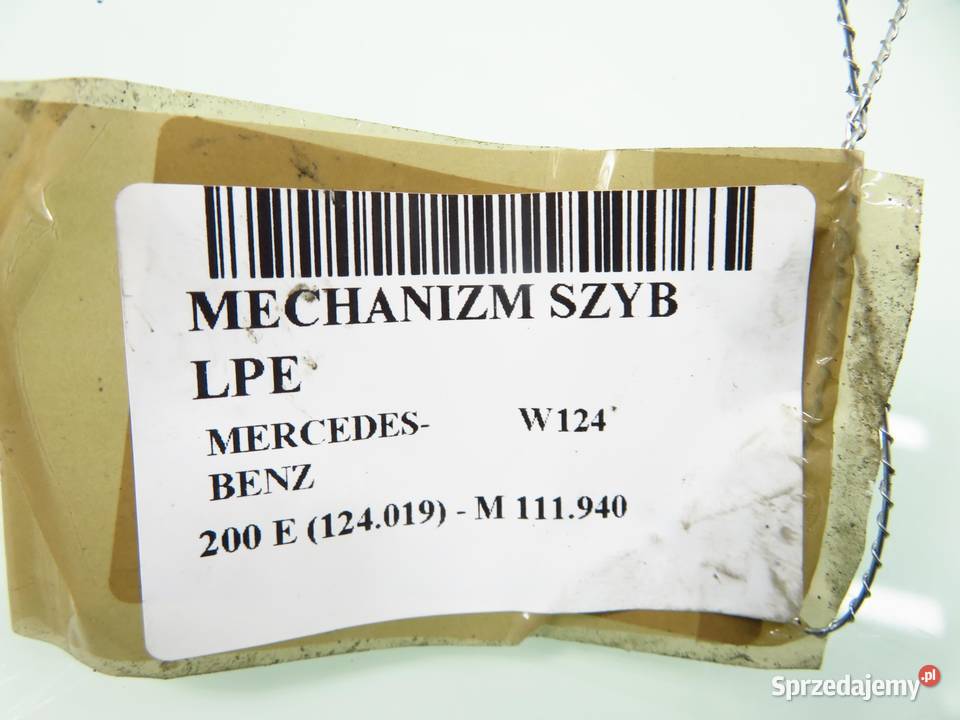 MECHANIZM SZYB
LPE
MERCEDES- W124
BENZ
200 E (124.019) - M 111.940
Sprzedajemy.pl